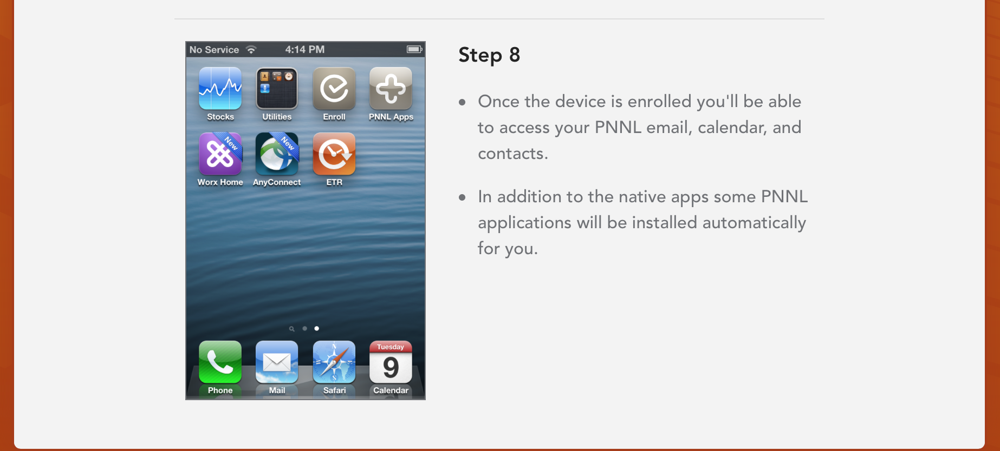 No Service 4:14 PM
Stocks Utilities Enroll PNNL Apps
New New
Worx Home AnyConnect ETR
Tuesday
9
Phone Mail Safari Calendar
Step 8
• Once the device is enrolled you'll be able
to access your PNNL email, calendar, and
contacts.
• In addition to the native apps some PNNL
applications will be installed automatically
for you.